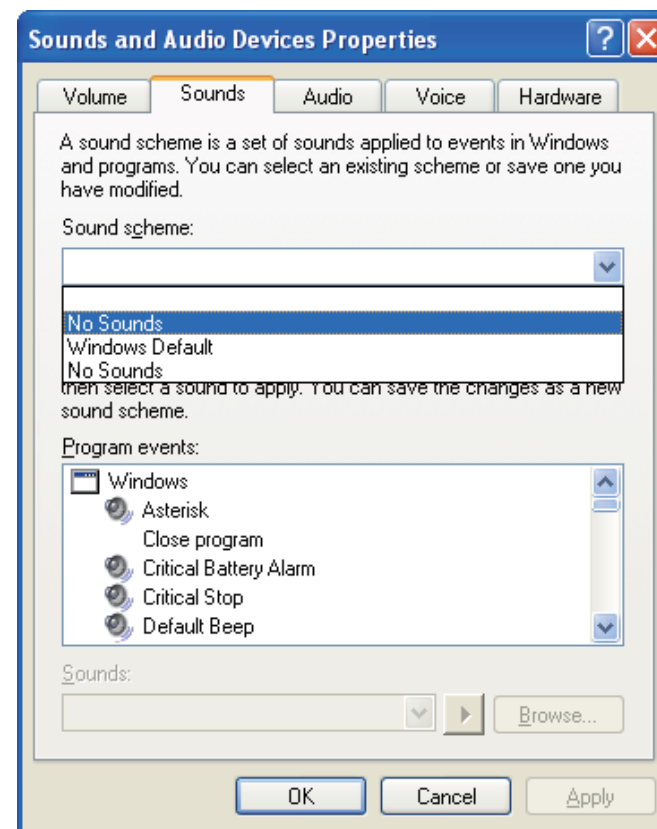 Sounds and Audio Devices Properties
Volume Sounds Audio Voice Hardware
A sound scheme is a set of sounds applied to events in Windows
and programs. You can select an existing scheme or save one you
have modified.
Sound scheme:
No Sounds
Windows Default
No Sounds
then select a sound to apply. You can save the changes as a new
sound scheme.
Program events:
Windows
Asterisk
Close program
Critical Battery Alarm
Critical Stop
Default Beep
Sounds:
Browse...
OK Cancel Apply